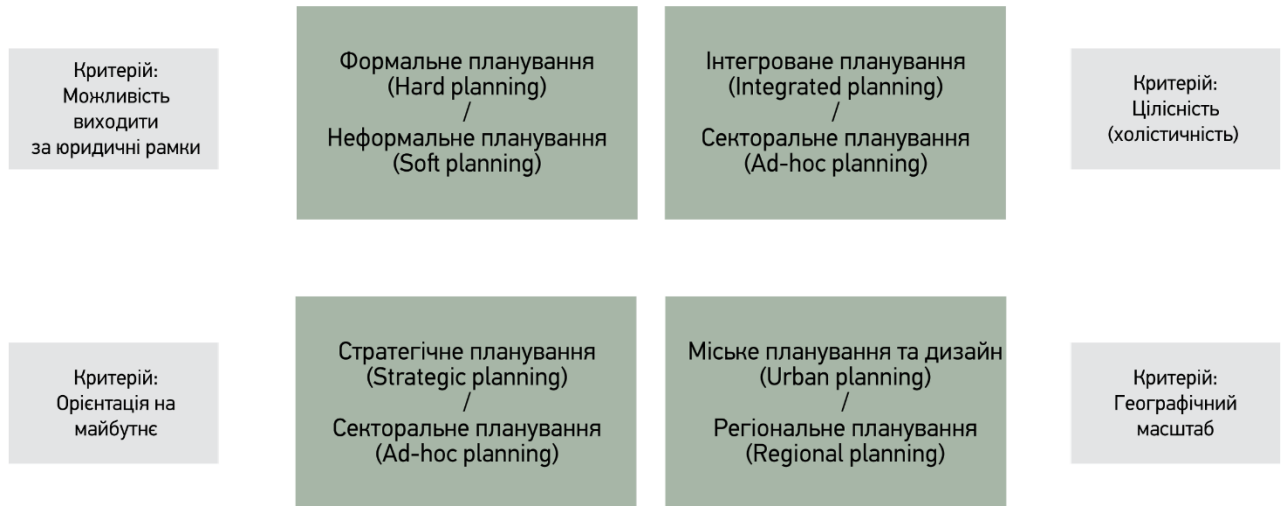 Критерій:
Можливість
виходити
за юридичні рамки
Формальне планування
(Hard planning)
/
Неформальне планування
(Soft planning)
Інтегроване планування
(Integrated planning)
/
Секторальне планування
(Ad-hoc planning)
Критерій:
Цілісність
(холістичність)
Критерій:
Орієнтація на
майбутнє
Стратегічне планування
(Strategic planning)
/
Секторальне планування
(Ad-hoc planning)
Міське планування та дизайн
(Urban planning)
/
Регіональне планування
(Regional planning)
Критерій:
Географічний
масштаб